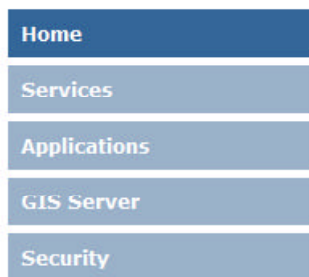 Home
Services
Applications
GIS Server
Security